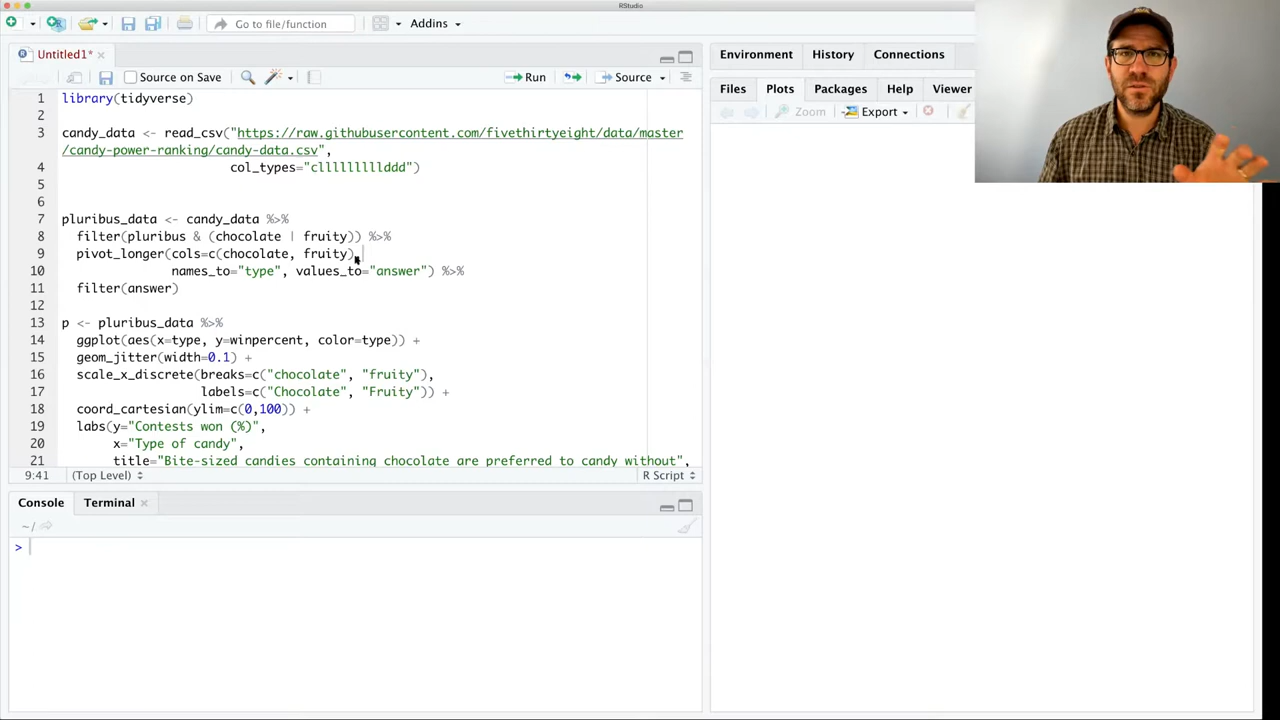 RStudio
Go to file/function
Addins
Untitled1*
Source on Save
Run
Source
1 library(tidyverse)
2
3 candy_data <- read_csv("https://raw.githubusercontent.com/fivethirtyeight/data/master
/candy-power-ranking/candy-data.csv",
4 col_types="clllllllllddd")
5
6
7 pluribus_data <- candy_data %>%
8 filter(pluribus & (chocolate | fruity)) %>%
9 pivot_longer(cols=c(chocolate, fruity),
10 names_to="type", values_to="answer") %>%
11 filter(answer)
12
13 p <- pluribus_data %>%
14 ggplot(aes(x=type, y=winpercent, color=type)) +
15 geom_jitter(width=0.1) +
16 scale_x_discrete(breaks=c("chocolate", "fruity"),
17 labels=c("Chocolate", "Fruity")) +
18 coord_cartesian(ylim=c(0,100)) +
19 labs(y="Contests won (%)",
20 x="Type of candy",
21 title="Bite-sized candies containing chocolate are preferred to candy without",
9:41 (Top Level) R Script
Console Terminal
~/
>
Environment History Connections
Files Plots Packages Help Viewer
Zoom Export